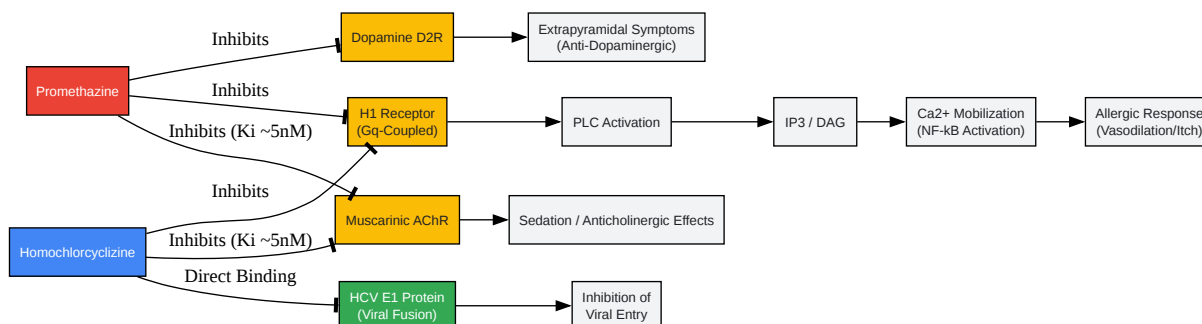 Inhibits
Dopamine D2R
Extrapyramidal Symptoms
(Anti-Dopaminergic)
Promethazine
Inhibits
Inhibits (Ki ~5nM)
H1 Receptor
(Gq-Coupled)
PLC Activation
IP3 / DAG
Ca2+ Mobilization
(NF-kB Activation)
Allergic Response
(Vasodilation/Itch)
Inhibits
Muscarinic AChR
Sedation / Anticholinergic Effects
Homochlorcyclizine
Inhibits (Ki ~5nM)
Direct Binding
HCV E1 Protein
(Viral Fusion)
Inhibition of
Viral Entry